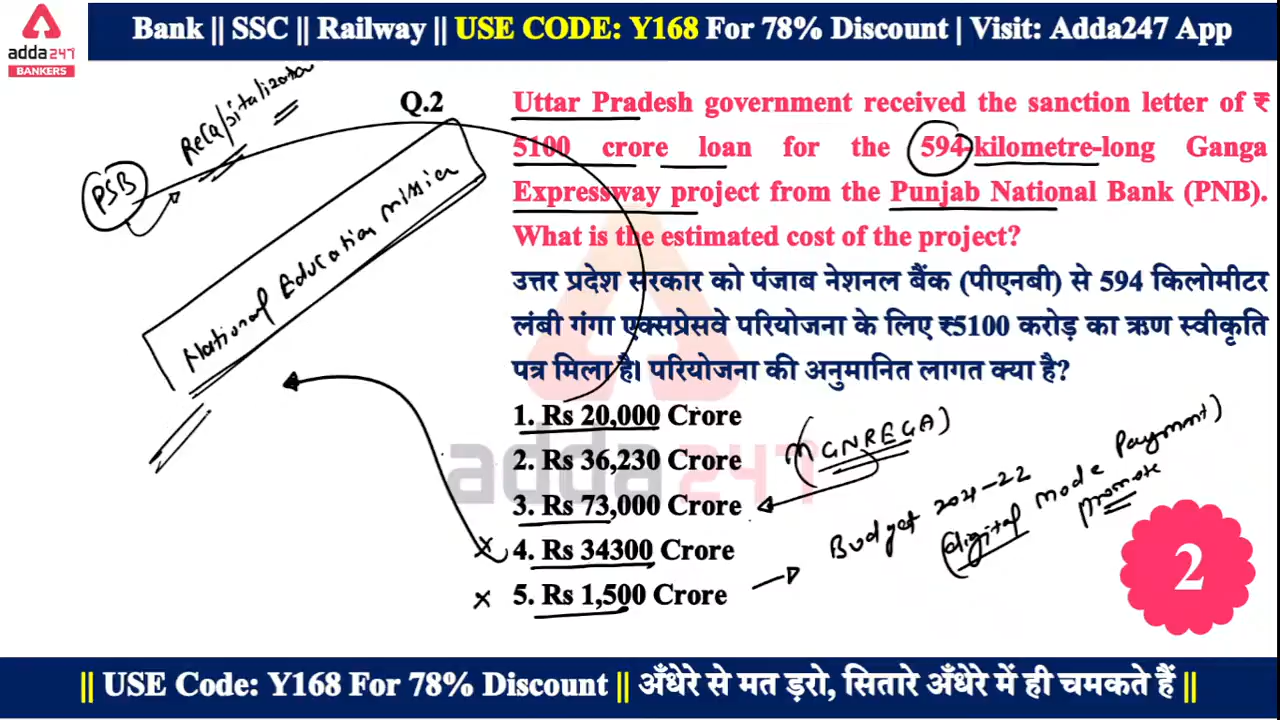 Bank || SSC || Railway || USE CODE: Y168 For 78% Discount | Visit: Adda247 App
adda247
BANKERS
Recapitalization
PSB
National Education mission
Q.2
Uttar Pradesh government received the sanction letter of ₹
5100 crore loan for the 594-kilometre-long Ganga
Expressway project from the Punjab National Bank (PNB).
What is the estimated cost of the project?
उत्तर प्रदेश सरकार को पंजाब नेशनल बैंक (पीएनबी) से 594 किलोमीटर
लंबी गंगा एक्सप्रेसवे परियोजना के लिए ₹5100 करोड़ का ऋण स्वीकृति
पत्र मिला है। परियोजना की अनुमानित लागत क्या है?
1. Rs 20,000 Crore
2. Rs 36,230 Crore
3. Rs 73,000 Crore
4. Rs 34300 Crore
5. Rs 1,500 Crore
(MGNREGA)
Budget 2021-22
(digital mode payment)
promote
2
adda247
|| USE Code: Y168 For 78% Discount || अँधेरे से मत ड़रो, सितारे अँधेरे में ही चमकते हैं ||